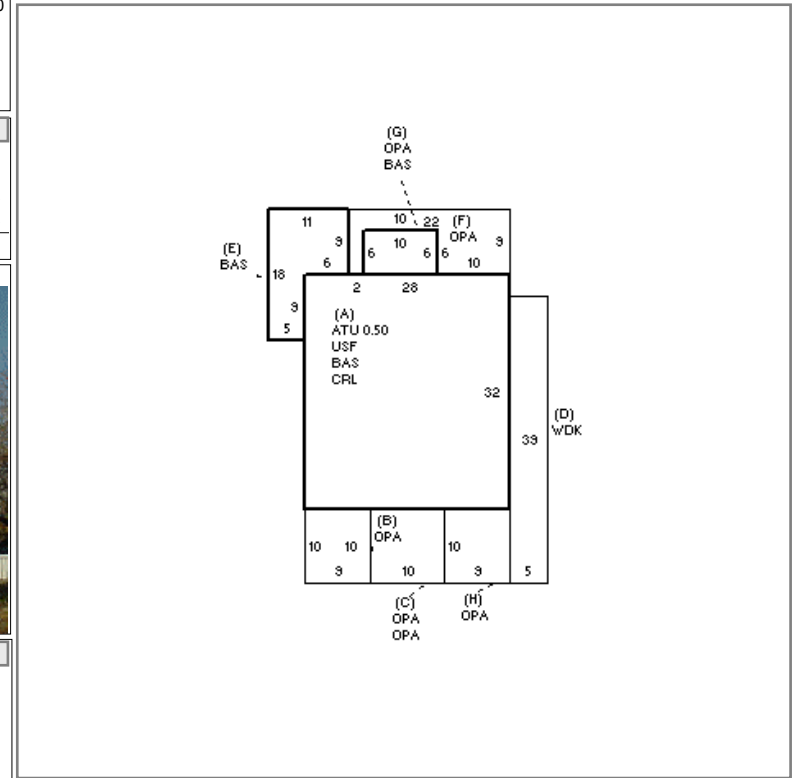 (G)
OPA
BAS
11
10 22 (F)
OPA
9
9
10
6
6 6
10
6
(E)
BAS
18
2 28
9
5
(A)
ATU 0.50
USF
BAS
CRL
32
(D)
WDK
39
(B)
OPA
10 10
10
9
10
9
5
(C)
OPA
OPA
(H)
OPA